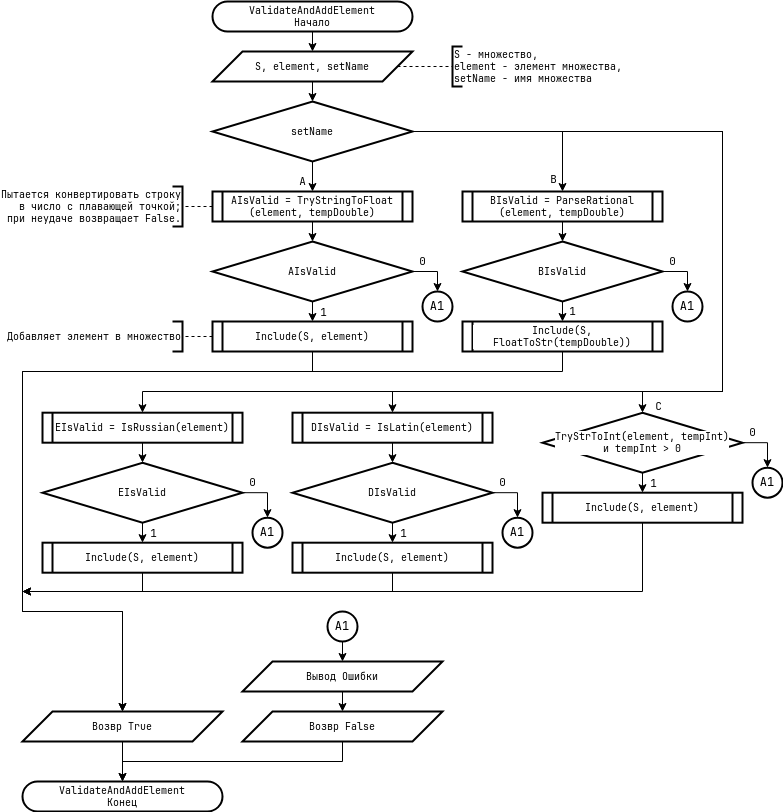 ValidateAndAddElement
Начало
S, element, setName
S - множество,
element - элемент множества,
setName - имя множества
setName
A
B
Пытается конвертировать строку
в число с плавающей точкой;
при неудаче возвращает False.
AIsValid = TryStringToFloat
(element, tempDouble)
BIsValid = ParseRational
(element, tempDouble)
AIsValid
0
A1
BIsValid
0
A1
1
1
Добавляет элемент в множество
Include(S, element)
Include(S,
FloatToStr(tempDouble))
C
EIsValid = IsRussian(element)
DIsValid = IsLatin(element)
TryStrToInt(element, tempInt)
и tempInt > 0
0
A1
EIsValid
0
A1
DIsValid
0
A1
1
Include(S, element)
1
1
Include(S, element)
Include(S, element)
A1
Вывод Ошибки
Возвр True
Возвр False
ValidateAndAddElement
Конец